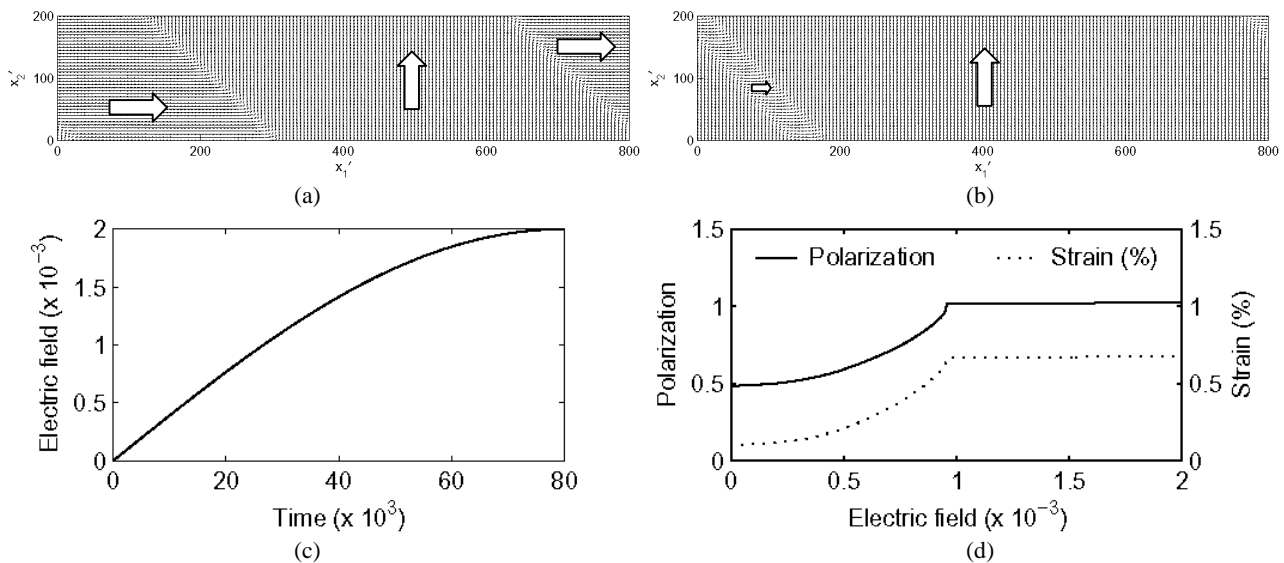 200
100
0
x₂′
0 200 400 600 800
x₁′
(a)
200
100
0
x₂′
0 200 400 600 800
x₁′
(b)
2
1.5
1
0.5
0
Electric field (x 10⁻³)
0 20 40 60 80
Time (x 10³)
(c)
1.5
1
0.5
0
Polarization
Polarization
Strain (%)
1.5
1
0.5
0
Strain (%)
0 0.5 1 1.5 2
Electric field (x 10⁻³)
(d)